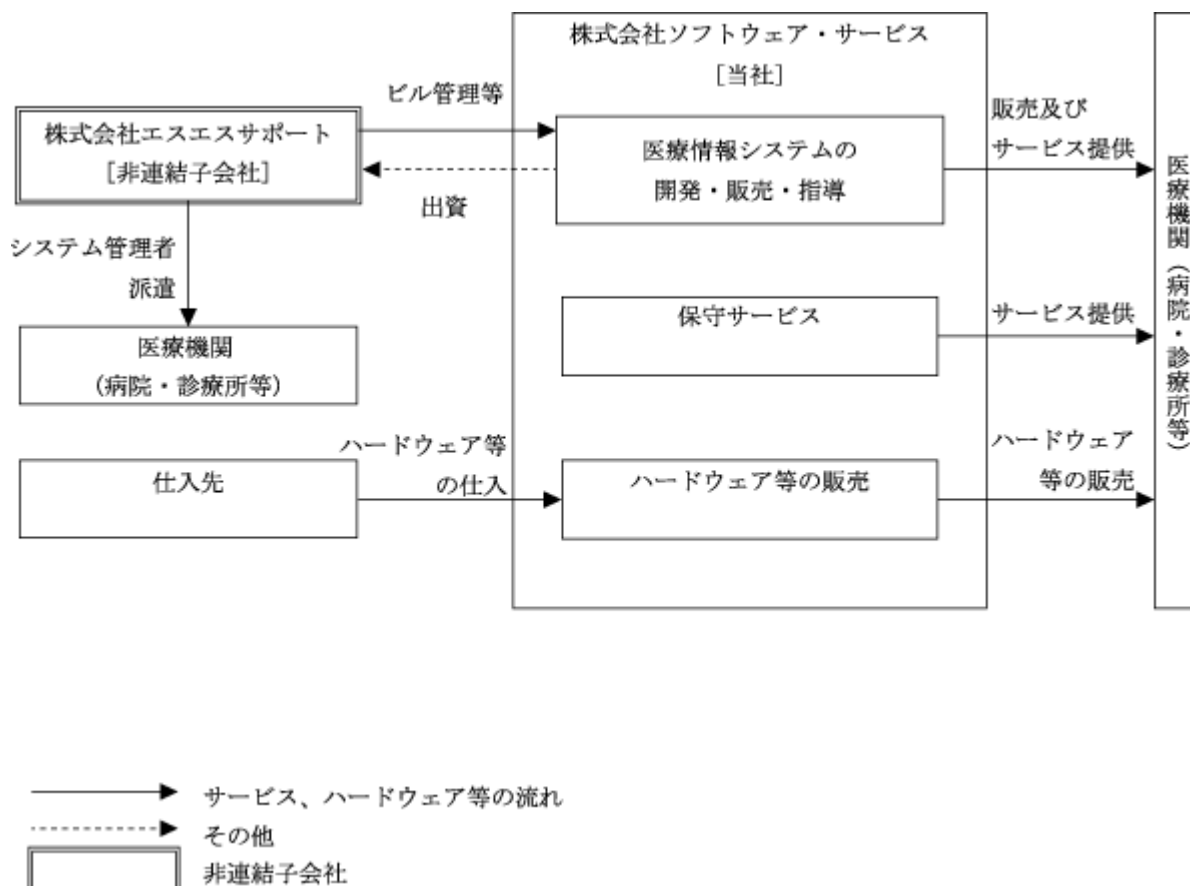 株式会社ソフトウェア・サービス
［当社］
ビル管理等
株式会社エスエスサポート
［非連結子会社］
出資
医療情報システムの
開発・販売・指導
販売及び
サービス提供
システム管理者
派遣
医療機関
（病院・診療所等）
保守サービス
サービス提供
仕入先
ハードウェア等
の仕入
ハードウェア等の販売
ハードウェア
等の販売
医療機関（病院・診療所等）
サービス、ハードウェア等の流れ
その他
非連結子会社